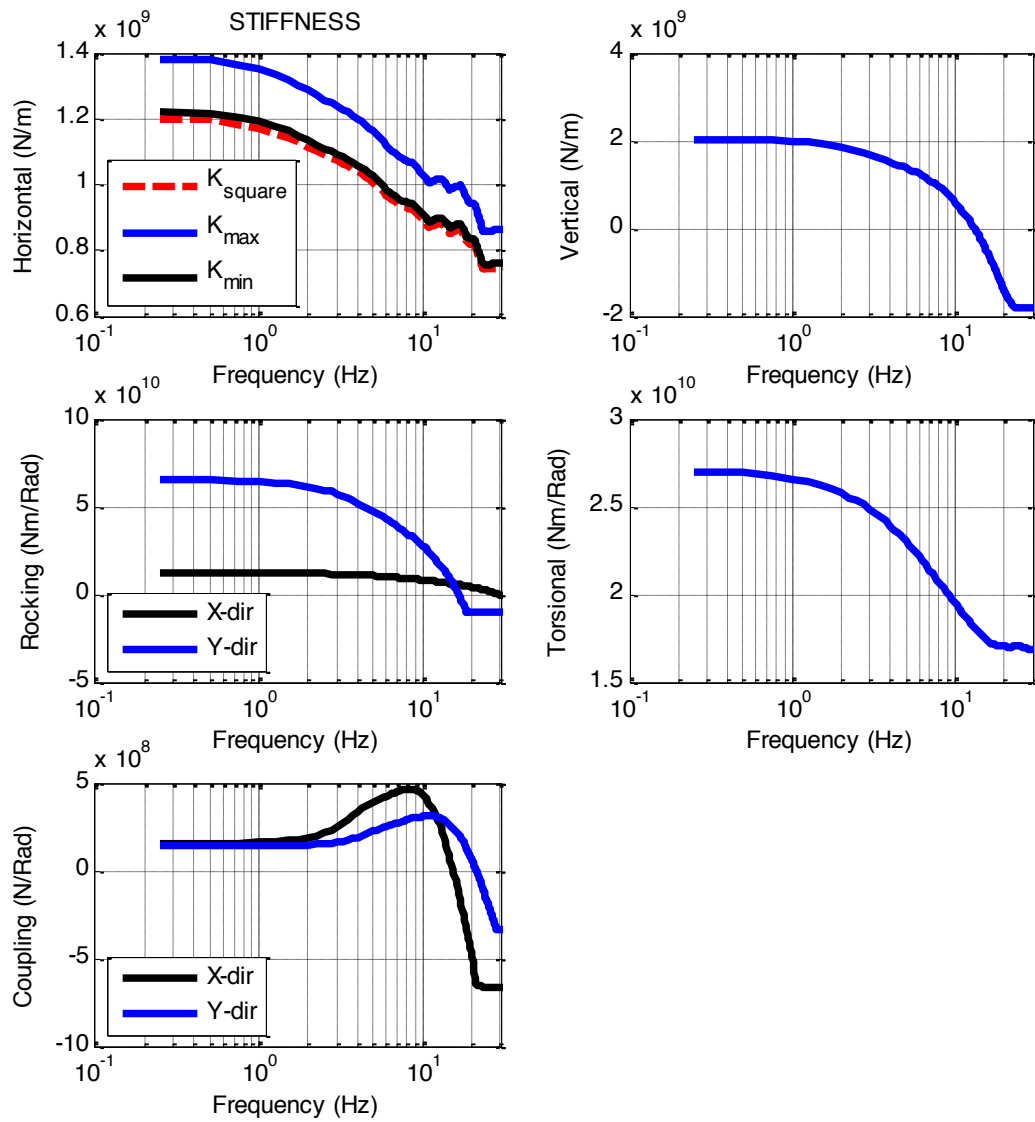 STIFFNESS
x 10^9
1.4
1.2
1
0.8
0.6
Horizontal (N/m)
K_square
K_max
K_min
10^-1
10^0
10^1
Frequency (Hz)
x 10^9
4
2
0
-2
Vertical (N/m)
10^-1
10^0
10^1
Frequency (Hz)
x 10^10
10
5
0
-5
Rocking (Nm/Rad)
X-dir
Y-dir
10^-1
10^0
10^1
Frequency (Hz)
x 10^10
3
2.5
2
1.5
Torsional (Nm/Rad)
10^-1
10^0
10^1
Frequency (Hz)
x 10^8
5
0
-5
-10
Coupling (N/Rad)
X-dir
Y-dir
10^-1
10^0
10^1
Frequency (Hz)